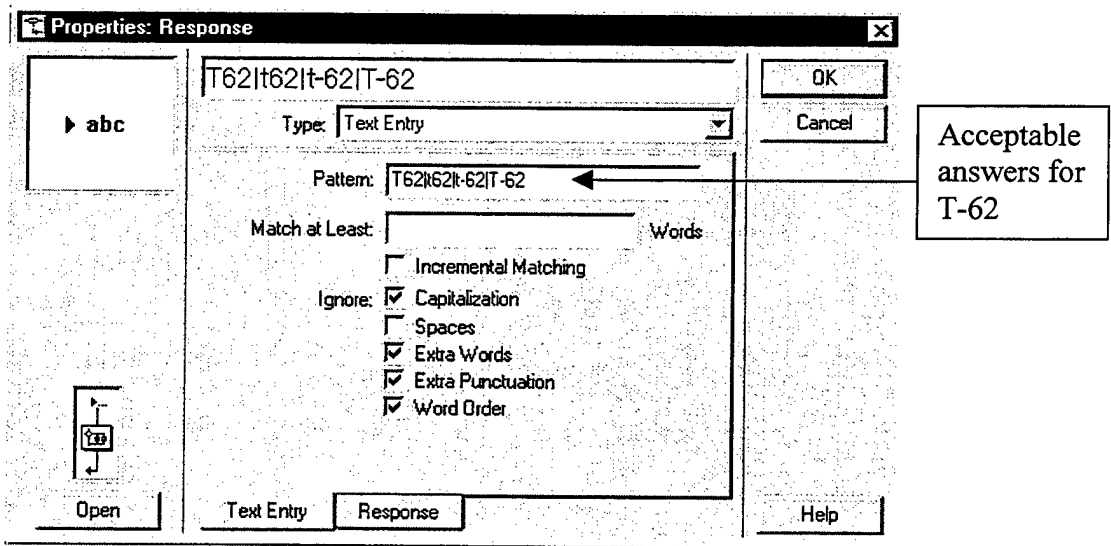 Properties: Response
T62|t62|t-62|T-62
OK
abc
Type: Text Entry
Cancel
Acceptable
answers for
T-62
Pattern: T62|t62|t-62|T-62
Match at Least: Words
Incremental Matching
Ignore: Capitalization
Spaces
Extra Words
Extra Punctuation
Word Order
Open
Text Entry
Response
Help